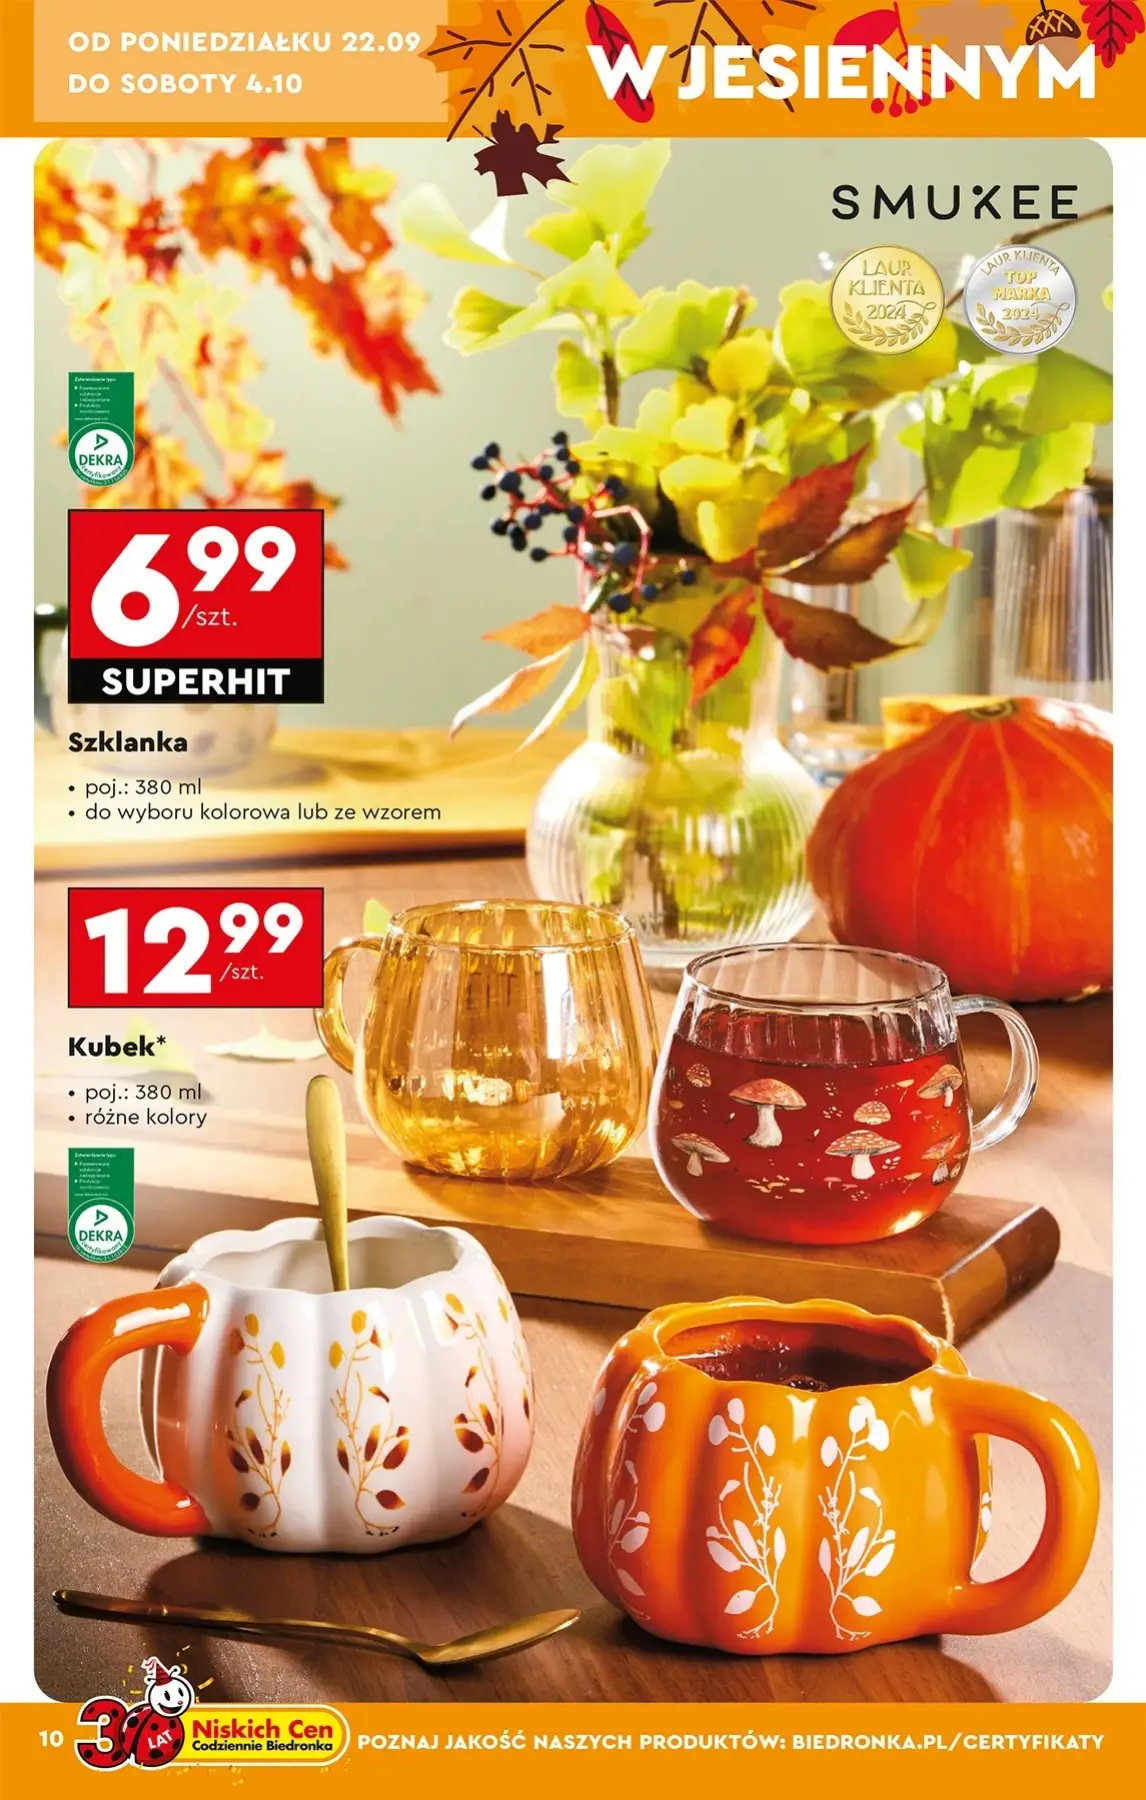 OD PONIEDZIAŁKU 22.09
DO SOBOTY 4.10
W JESIENNYM
SMUKEE
LAUR
KLIENTA
2024
LAUR KLIENTA
TOP
MARKA
2024
DEKRA
6 99
/szt.
SUPERHIT
Szklanka
• poj.: 380 ml
• do wyboru kolorowa lub ze wzorem
12 99
/szt.
Kubek*
• poj.: 380 ml
• różne kolory
DEKRA
10
30
LAT
Niskich Cen
Codziennie Biedronka
POZNAJ JAKOŚĆ NASZYCH PRODUKTÓW: BIEDRONKA.PL/CERTYFIKATY